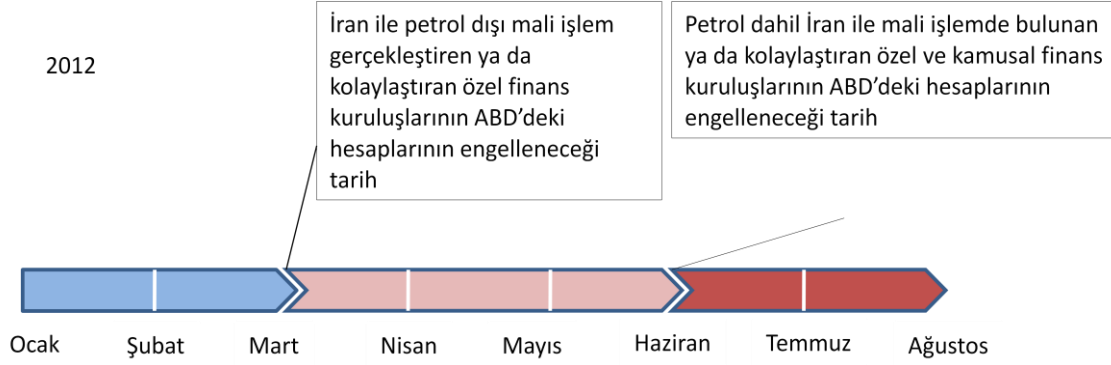 2012
İran ile petrol dışı mali işlem
gerçekleştiren ya da
kolaylaştıran özel finans
kuruluşlarının ABD’deki
hesaplarının engelleneceği
tarih
Petrol dahil İran ile mali işlemde bulunan
ya da kolaylaştıran özel ve kamusal finans
kuruluşlarının ABD’deki hesaplarının
engelleneceği tarih
Ocak Şubat Mart Nisan Mayıs Haziran Temmuz Ağustos